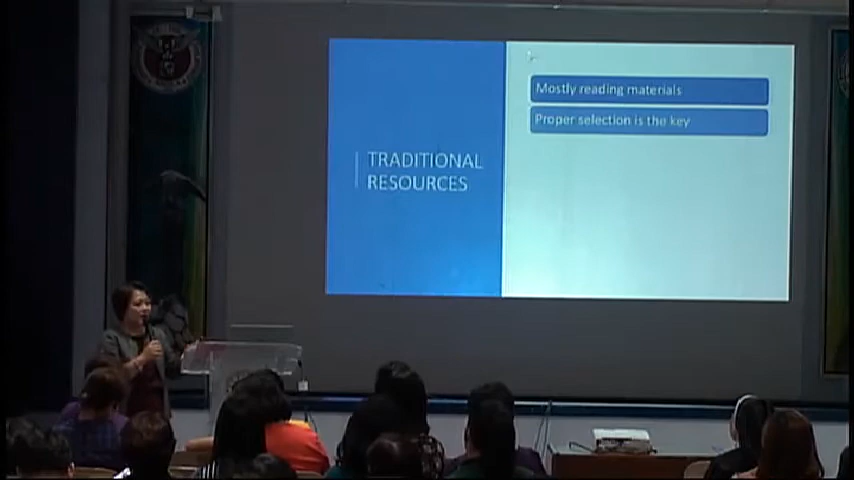 TRADITIONAL
RESOURCES
Mostly reading materials
Proper selection is the key